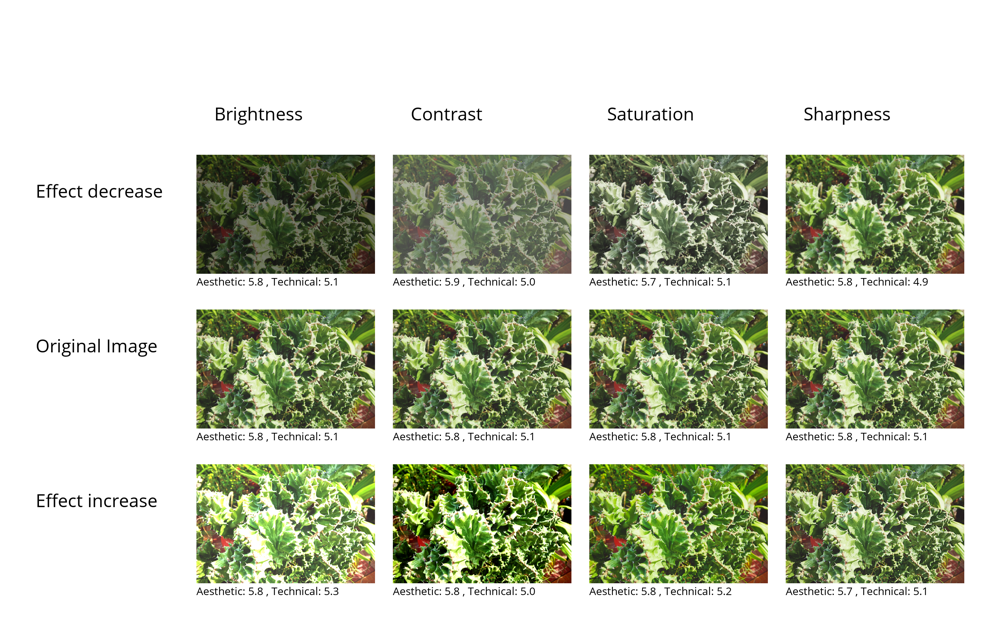 Brightness
Contrast
Saturation
Sharpness
Effect decrease
Aesthetic: 5.8 , Technical: 5.1
Aesthetic: 5.9 , Technical: 5.0
Aesthetic: 5.7 , Technical: 5.1
Aesthetic: 5.8 , Technical: 4.9
Original Image
Aesthetic: 5.8 , Technical: 5.1
Aesthetic: 5.8 , Technical: 5.1
Aesthetic: 5.8 , Technical: 5.1
Aesthetic: 5.8 , Technical: 5.1
Effect increase
Aesthetic: 5.8 , Technical: 5.3
Aesthetic: 5.8 , Technical: 5.0
Aesthetic: 5.8 , Technical: 5.2
Aesthetic: 5.7 , Technical: 5.1